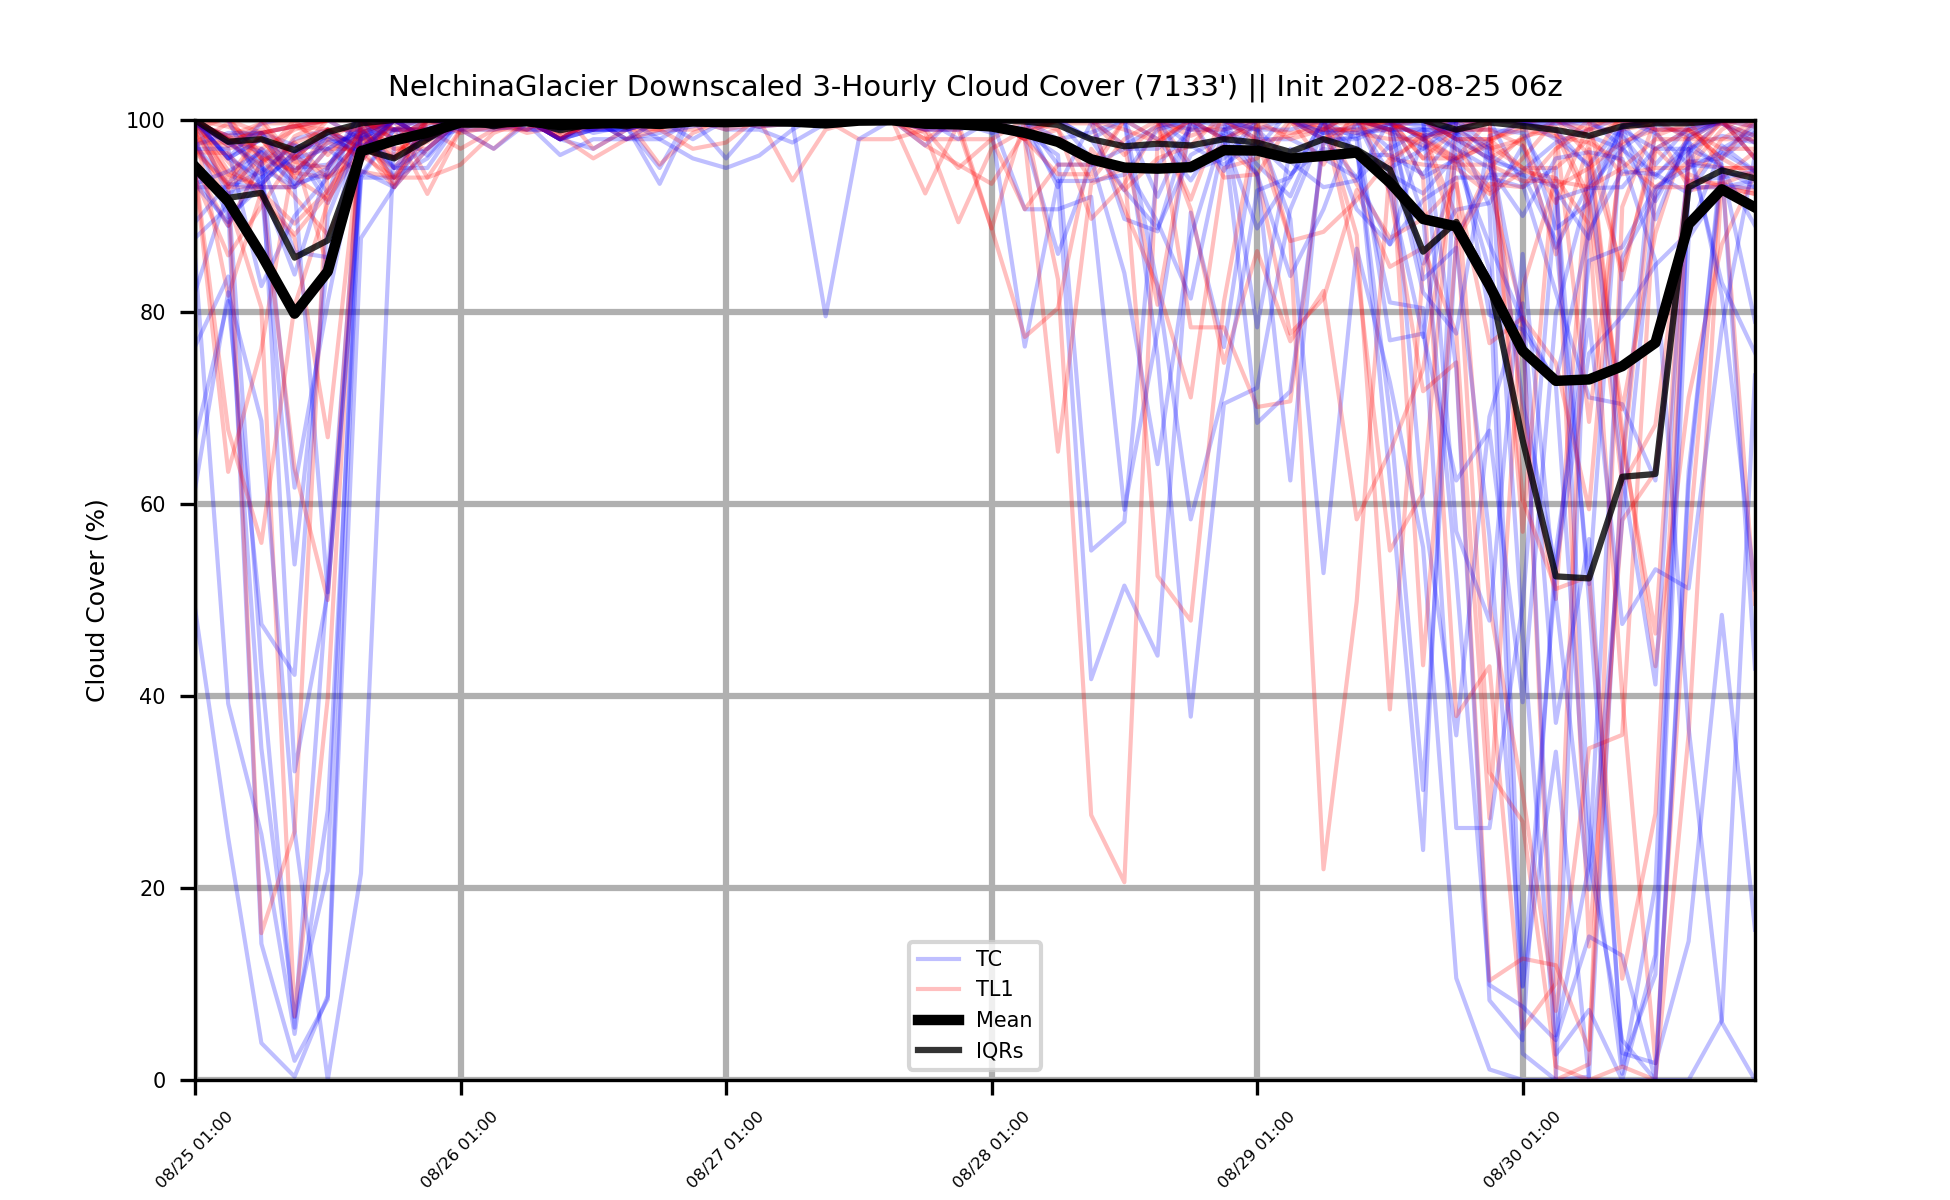 NelchinaGlacier Downscaled 3-Hourly Cloud Cover (7133') || Init 2022-08-25 06z
Cloud Cover (%)
100
80
60
40
20
0
TC
TL1
Mean
IQRs
08/25 01:00
08/26 01:00
08/27 01:00
08/28 01:00
08/29 01:00
08/30 01:00